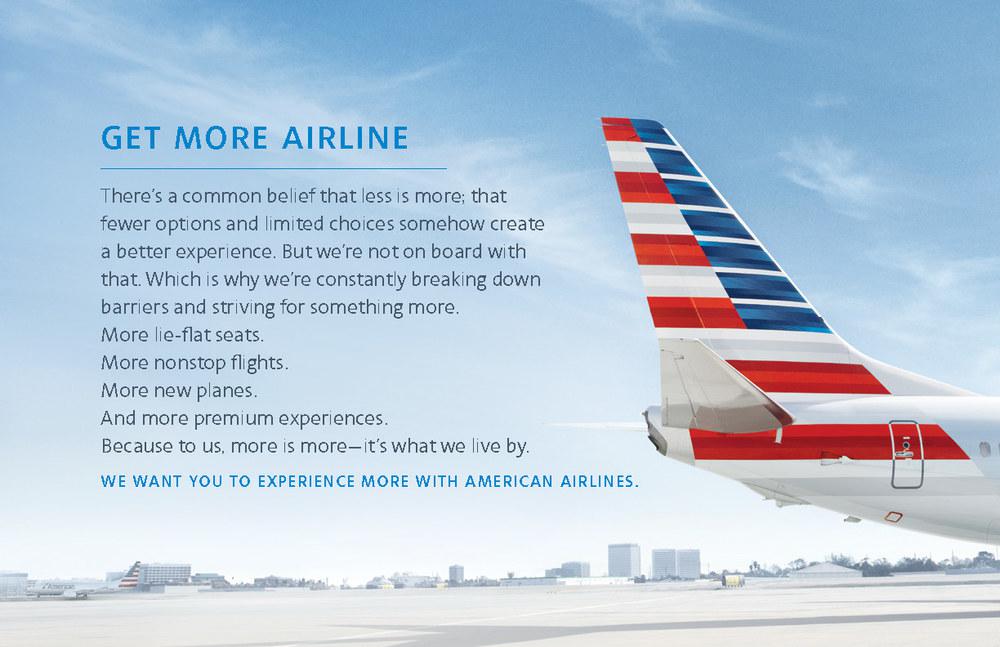 GET MORE AIRLINE
There's a common belief that less is more; that
fewer options and limited choices somehow create
a better experience. But we're not on board with
that. Which is why we're constantly breaking down
barriers and striving for something more.
More lie-flat seats.
More nonstop flights.
More new planes.
And more premium experiences.
Because to us, more is more—it's what we live by.
WE WANT YOU TO EXPERIENCE MORE WITH AMERICAN AIRLINES.
American